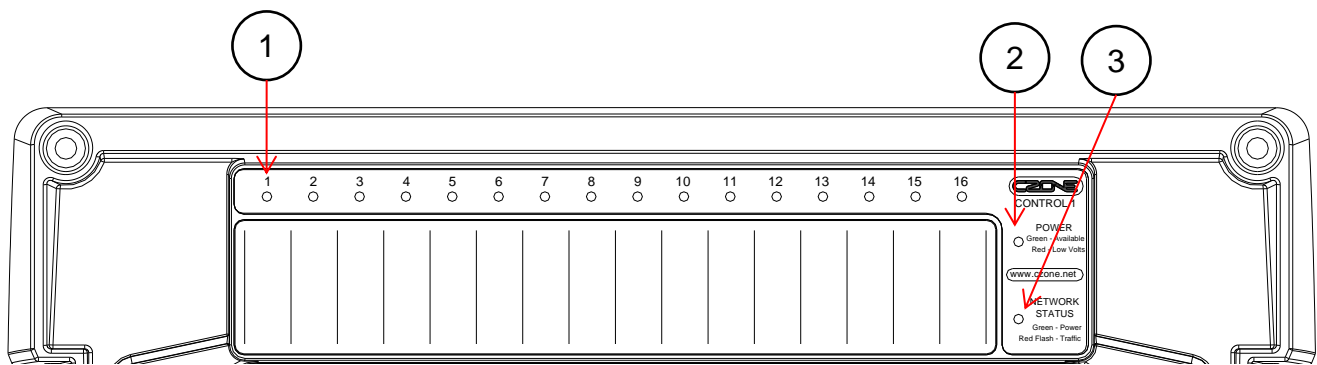 1
2
3
1 2 3 4 5 6 7 8 9 10 11 12 13 14 15 16
CZONE
CONTROL 1
POWER
Green - Available
Red - Low Volts
www.czone.net
NETWORK
STATUS
Green - Power
Red Flash - Traffic